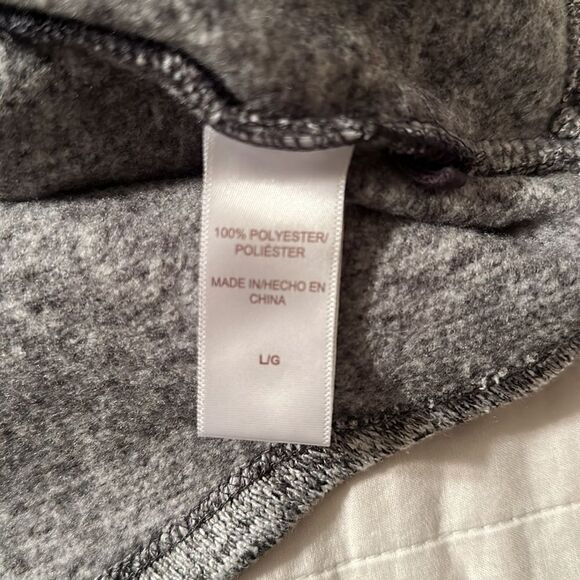 100% POLYESTER/
POLIÉSTER
MADE IN/HECHO EN
CHINA
L/G